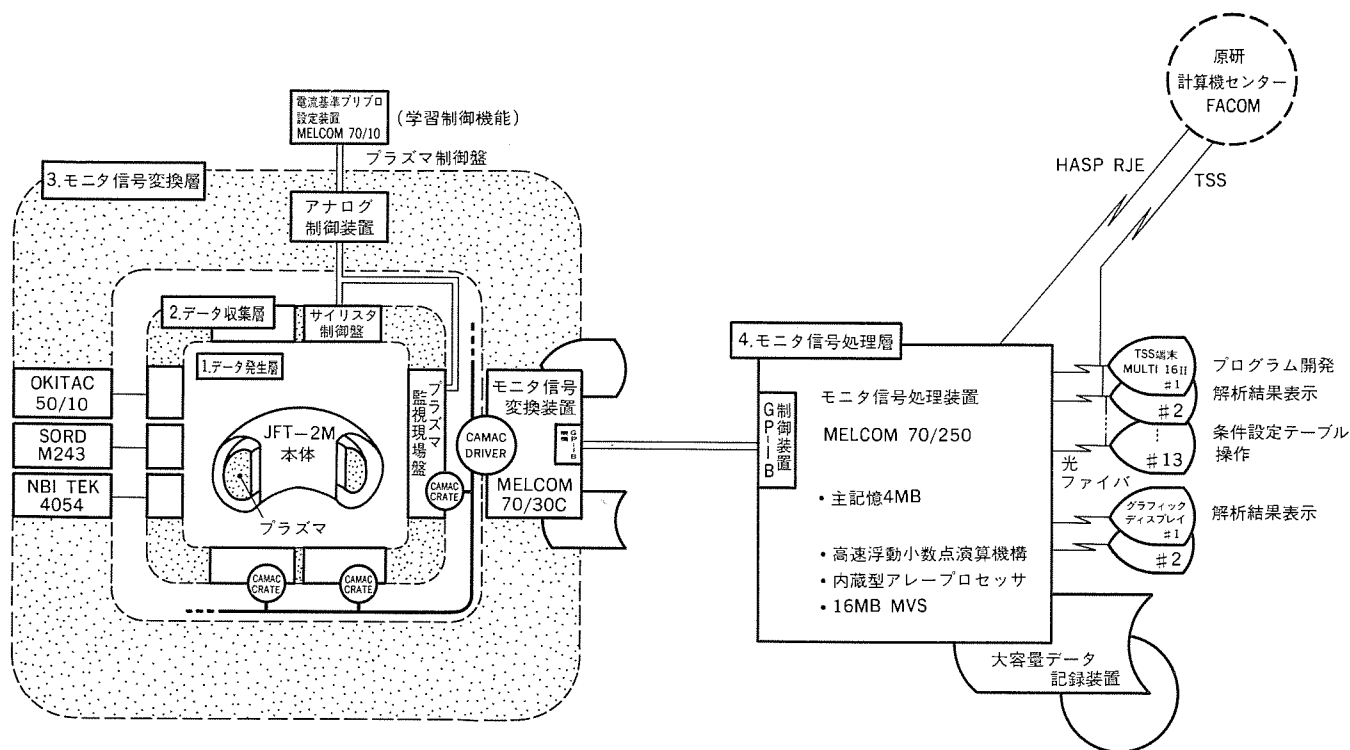 原研
計算機センター
FACOM
HASP RJE
TSS
電流基準プリプロ
設定装置
MELCOM 70/10
(学習制御機能)
プラズマ制御盤
3.モニタ信号変換層
アナログ
制御装置
2.データ収集層
サイリスタ
制御盤
1.データ発生層
OKITAC
50/10
SORD
M243
NBI TEK
4054
JFT-2M
本体
プラズマ
プラズマ
監視現場盤
CAMAC
CRATE
CAMAC
CRATE
CAMAC
CRATE
CAMAC
DRIVER
モニタ信号
変換装置
GP-IB
MELCOM
70/30C
4.モニタ信号処理層
制御装置
GP-IB
モニタ信号処理装置
MELCOM 70/250
・主記憶4MB
・高速浮動小数点演算機構
・内蔵型アレープロセッサ
・16MB MVS
光
ファイバ
TSS端末
MULTI 16II
#1
#2
#13
プログラム開発
解析結果表示
条件設定テーブル
操作
グラフィック
ディスプレイ
#1
#2
解析結果表示
大容量データ
記録装置